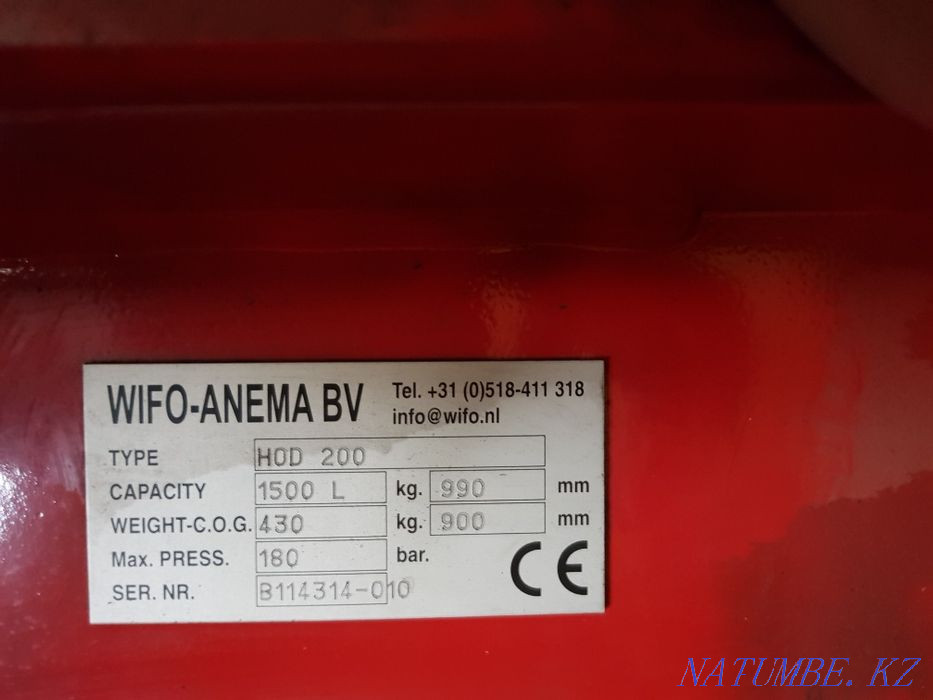 WIFO-ANEMA BV Tel. +31 (0)518-411 318
info@wifo.nl
TYPE HOD 200
CAPACITY 1500 L kg. 990 mm
WEIGHT-C.O.G. 430 kg. 900 mm
Max. PRESS. 180 bar.
SER. NR. B114314-010
CE
NATUMBE. KZ